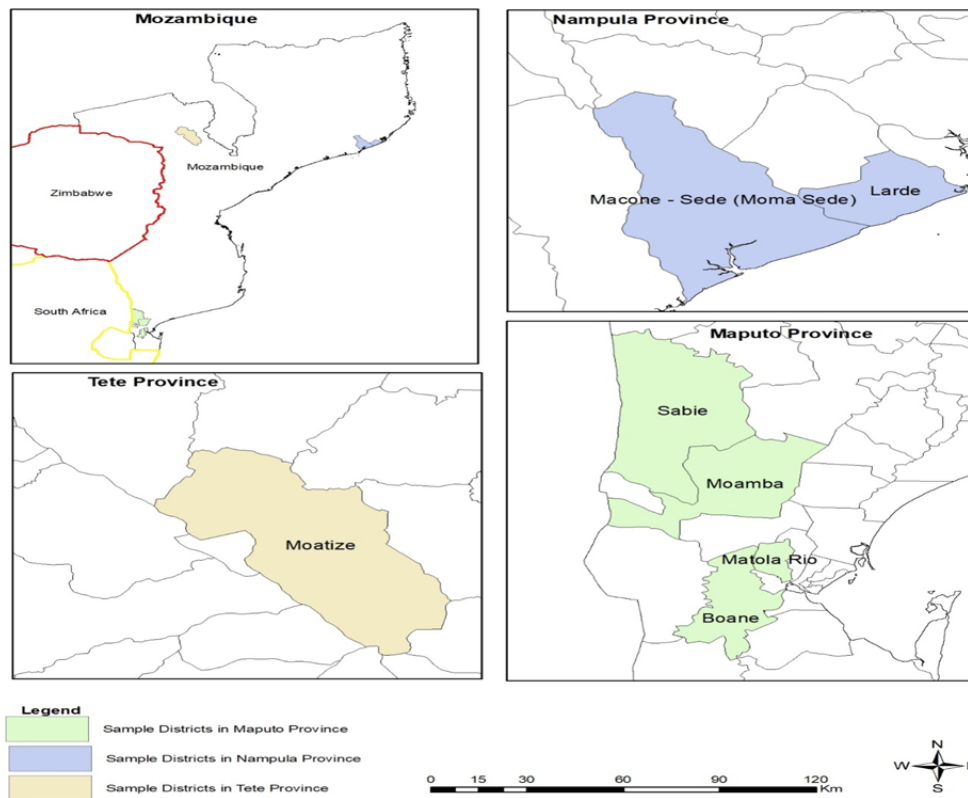 Mozambique
Mozambique
Zimbabwe
South Africa
Nampula Province
Macone - Sede (Moma Sede)
Larde
Tete Province
Moatize
Maputo Province
Sabie
Moamba
Matola Rio
Boane
Legend
Sample Districts in Maputo Province
Sample Districts in Nampula Province
Sample Districts in Tete Province
0 15 30 60 90 120
Km
N
W
S